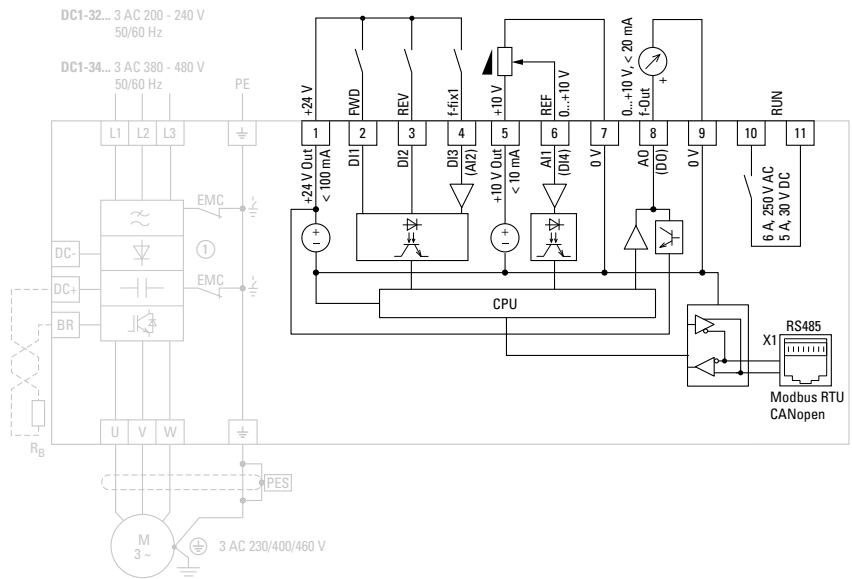 DC1-32... 3 AC 200 - 240 V
50/60 Hz
DC1-34... 3 AC 380 - 480 V
50/60 Hz
PE
L1 L2 L3
EMC
DC-
1
DC+
EMC
BR
RB
U V W
PES
M
3 ~
3 AC 230/400/460 V
+24 V
FWD
REV
f-fix1
+10 V
REF
0...+10 V
0...+10 V, < 20 mA
f-Out
+
RUN
1 2 3 4 5 6 7 8 9 10 11
+24 V Out
< 100 mA
DI1
DI2
DI3
(AI2)
+10 V Out
< 10 mA
AI1
(DI4)
0 V
AO
(DO)
0 V
6 A, 250 V AC
5 A, 30 V DC
+
−
+
−
CPU
X1
RS485
Modbus RTU
CANopen